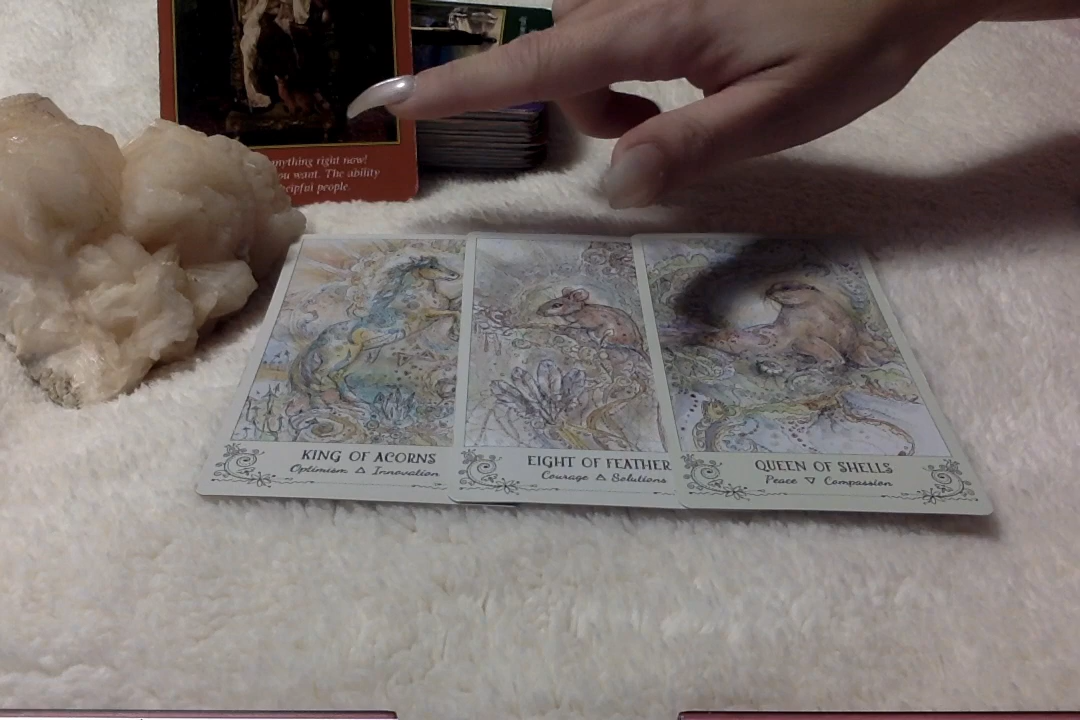 anything right now!
you want. The ability
helpful people.
KING OF ACORNS
Optimism △ Innovation
EIGHT OF FEATHER
Courage △ Solutions
QUEEN OF SHELLS
Peace ▽ Compassion